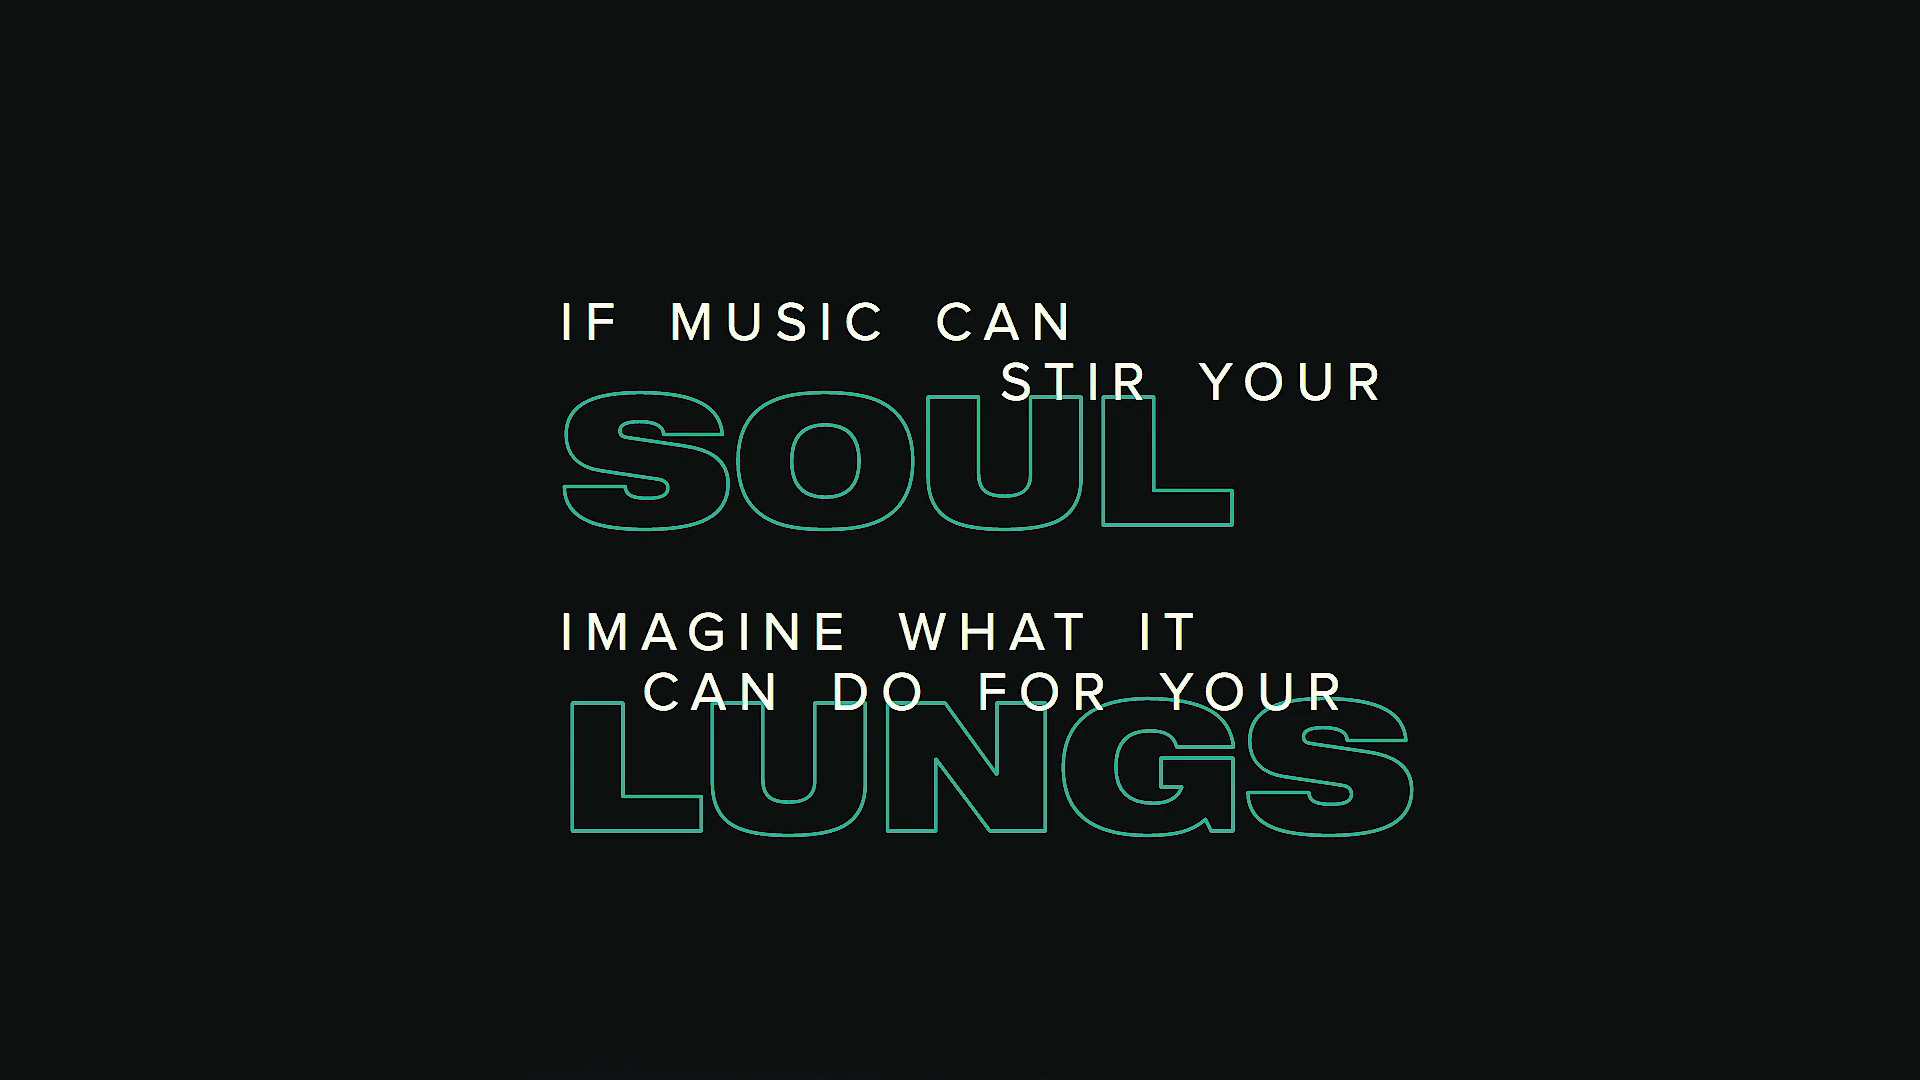 IF MUSIC CAN
STIR YOUR
SOUL
IMAGINE WHAT IT
CAN DO FOR YOUR
LUNGS